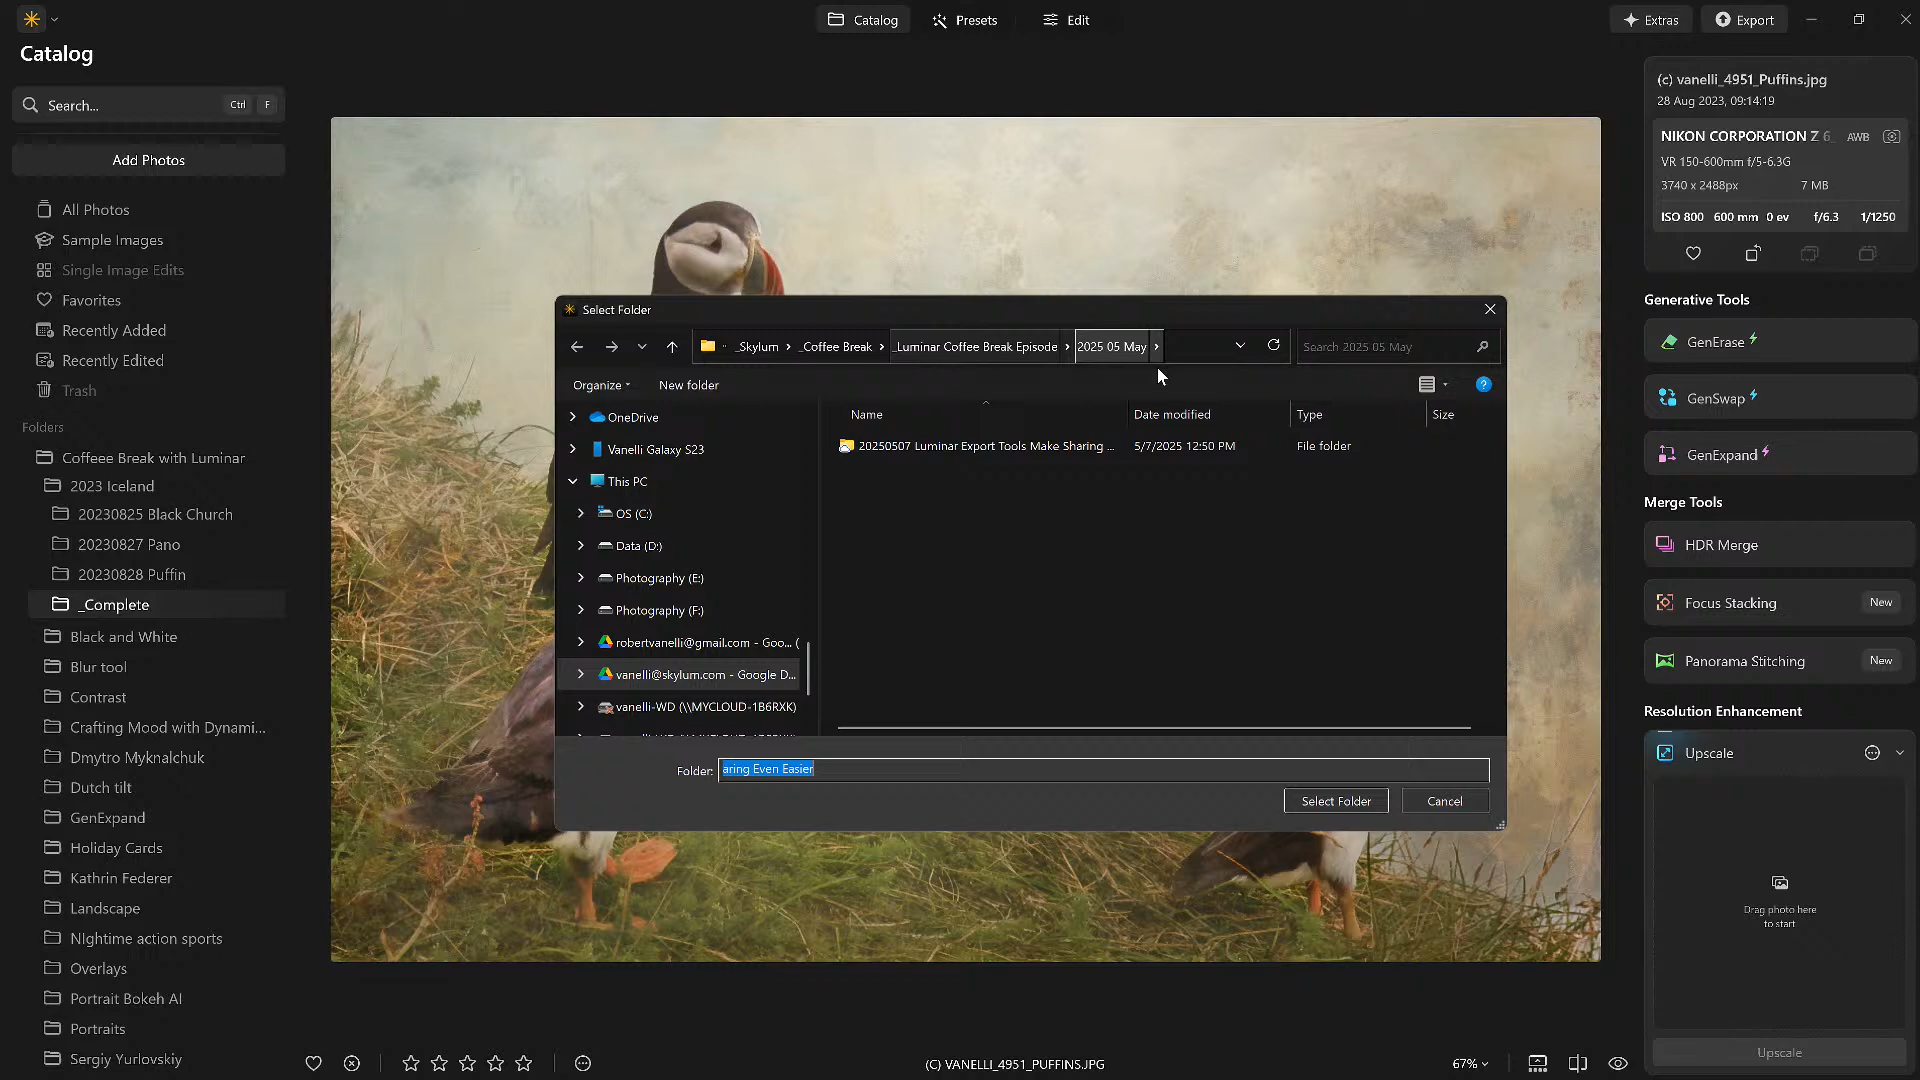 Catalog
Presets
Edit
Extras
Export
Catalog
Search...
Ctrl
F
Add Photos
All Photos
Sample Images
Single Image Edits
Favorites
Recently Added
Recently Edited
Trash
Folders
Coffeee Break with Luminar
2023 Iceland
20230825 Black Church
20230827 Pano
20230828 Puffin
_Complete
Black and White
Blur tool
Contrast
Crafting Mood with Dynami...
Dmytro Myknalchuk
Dutch tilt
GenExpand
Holiday Cards
Kathrin Federer
Landscape
NIghtime action sports
Overlays
Portrait Bokeh AI
Portraits
Sergiy Yurlovskiy
Select Folder
_Skylum
_Coffee Break
_Luminar Coffee Break Episode
2025 05 May
Search 2025 05 May
Organize
New folder
OneDrive
Vanelli Galaxy S23
This PC
OS (C:)
Data (D:)
Photography (E:)
Photography (F:)
robertvanelli@gmail.com - Goo... (
vanelli@skylum.com - Google D...
vanelli-WD (\\MYCLOUD-1B6RXK)
Name
Date modified
Type
Size
20250507 Luminar Export Tools Make Sharing ...
5/7/2025 12:50 PM
File folder
Folder:
aring Even Easier
Select Folder
Cancel
(C) VANELLI_4951_PUFFINS.JPG
67%
(c) vanelli_4951_Puffins.jpg
28 Aug 2023, 09:14:19
NIKON CORPORATION Z 6
AWB
VR 150-600mm f/5-6.3G
3740 x 2488px
7 MB
ISO 800
600 mm
0 ev
f/6.3
1/1250
Generative Tools
GenErase
GenSwap
GenExpand
Merge Tools
HDR Merge
Focus Stacking
New
Panorama Stitching
New
Resolution Enhancement
Upscale
Drag photo here
to start
Upscale